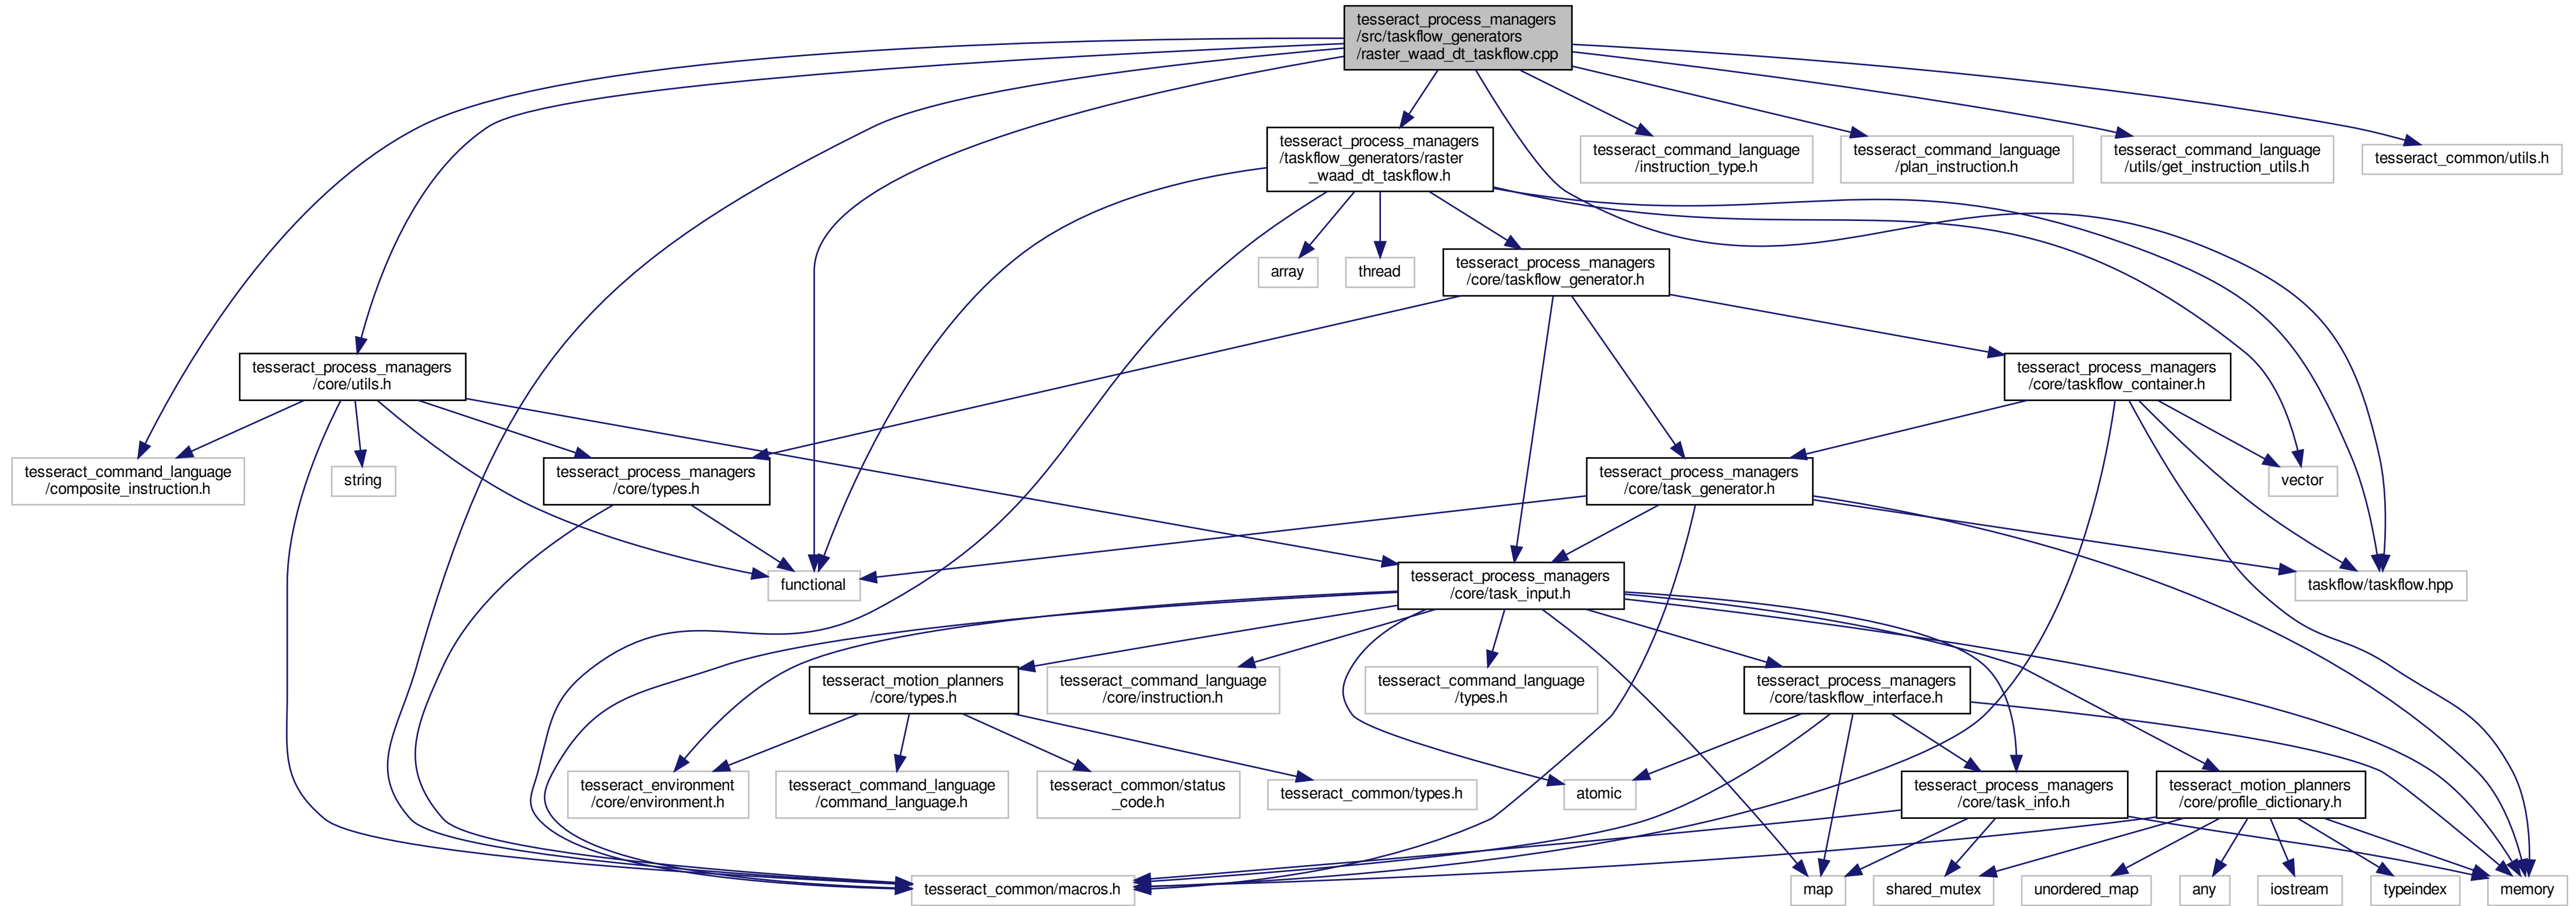 tesseract_process_managers
/src/taskflow_generators
/raster_waad_dt_taskflow.cpp
tesseract_process_managers
/taskflow_generators/raster
_waad_dt_taskflow.h
tesseract_command_language
/instruction_type.h
tesseract_command_language
/plan_instruction.h
tesseract_command_language
/utils/get_instruction_utils.h
tesseract_common/utils.h
array
thread
tesseract_process_managers
/core/taskflow_generator.h
tesseract_process_managers
/core/utils.h
tesseract_process_managers
/core/taskflow_container.h
tesseract_command_language
/composite_instruction.h
string
tesseract_process_managers
/core/types.h
tesseract_process_managers
/core/task_generator.h
vector
functional
tesseract_process_managers
/core/task_input.h
taskflow/taskflow.hpp
tesseract_motion_planners
/core/types.h
tesseract_command_language
/core/instruction.h
tesseract_command_language
/types.h
tesseract_process_managers
/core/taskflow_interface.h
tesseract_environment
/core/environment.h
tesseract_command_language
/command_language.h
tesseract_common/status
_code.h
tesseract_common/types.h
atomic
tesseract_process_managers
/core/task_info.h
tesseract_motion_planners
/core/profile_dictionary.h
tesseract_common/macros.h
map
shared_mutex
unordered_map
any
iostream
typeindex
memory